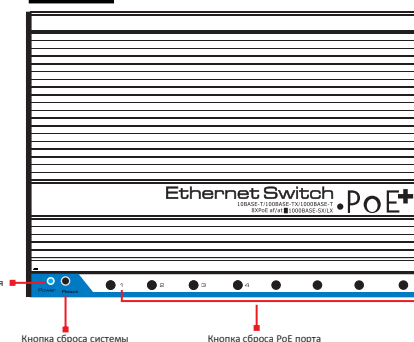 Ethernet Switch
10BASE-T/100BASE-TX/1000BASE-T
8XPoE af/at 1000BASE-SX/LX
PoE+
я
Power Reset 1 2 3 4
Кнопка сброса системы
Кнопка сброса PoE порта